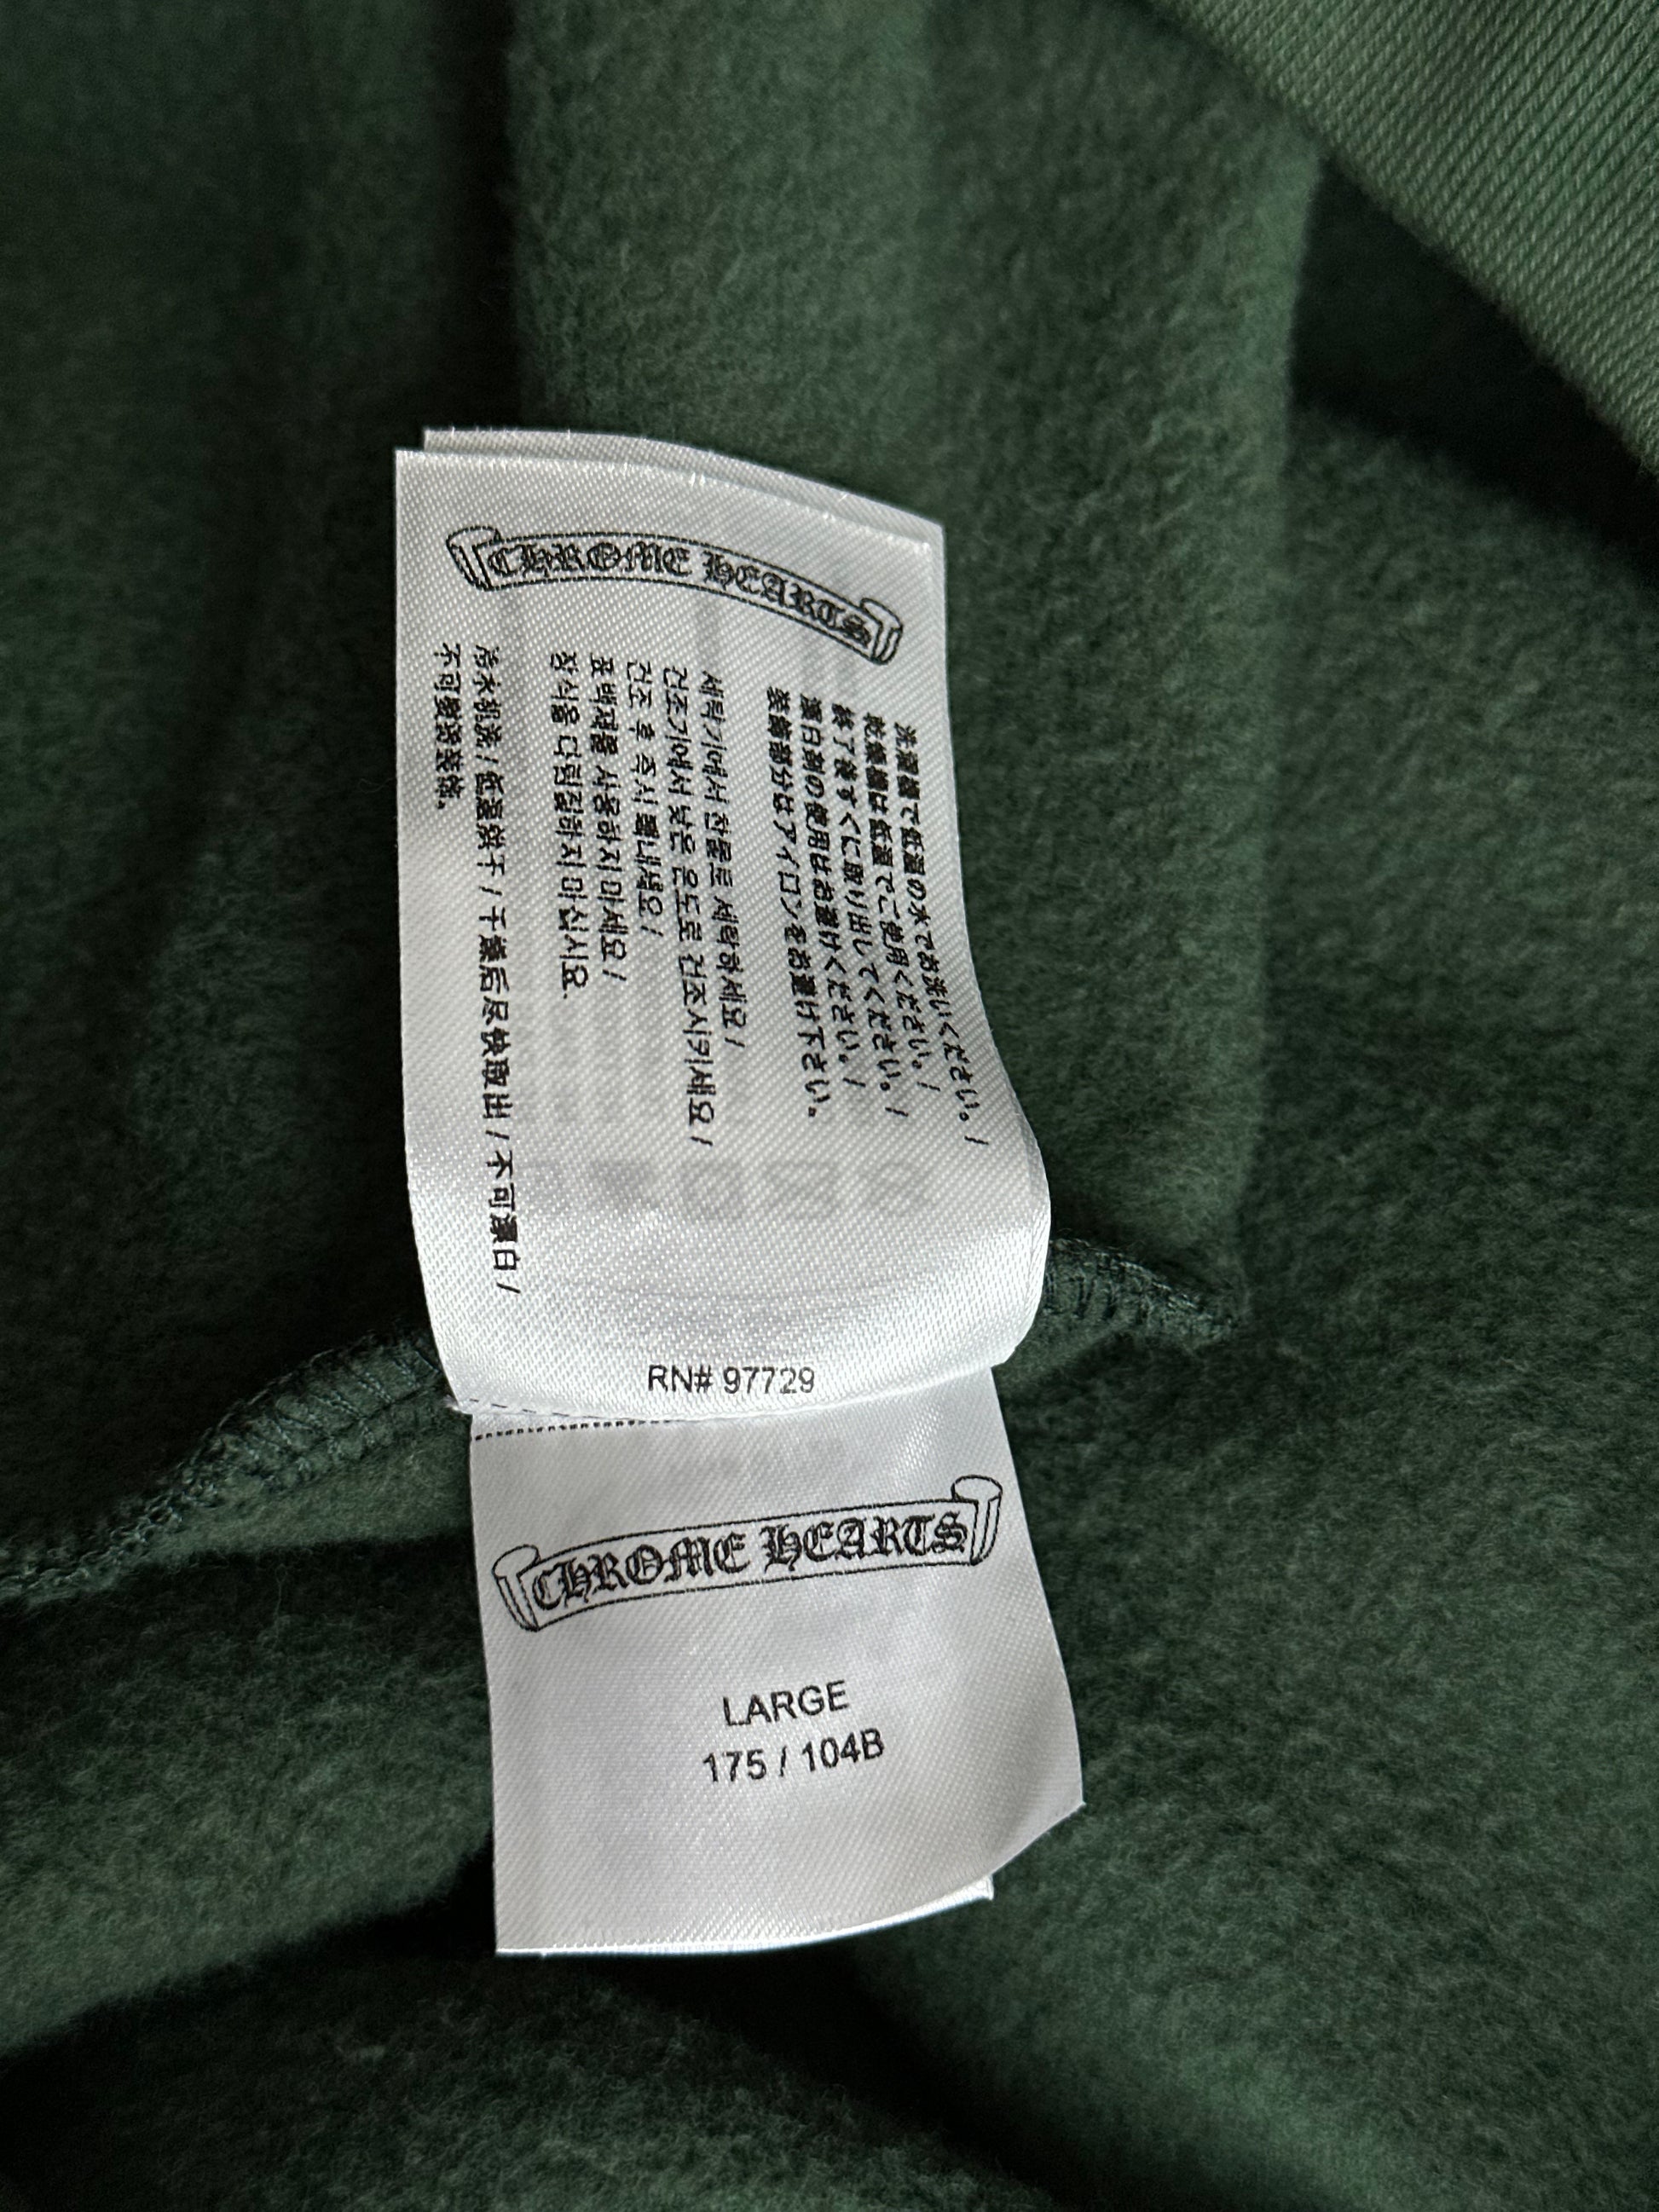 CHROME HEARTS
洗濯機で低温の水でお洗いください。/
乾燥機は低温でご使用ください。/
終了後すぐに取り出してください。/
漂白剤の使用はお避けください。/
装飾部分はアイロンをお避け下さい。
세탁기에서 찬물로 세탁하세요 /
건조기에서 낮은 온도로 건조시키세요 /
건조 후 즉시 꺼내세요 /
표백제를 사용하지 마세요 /
장식을 다림질하지 마십시요.
冷水机洗 / 低温烘干 / 干燥后尽快取出 / 不可漂白 /
不可熨烫装饰。
RN# 97729
CHROME HEARTS
LARGE
175 / 104B